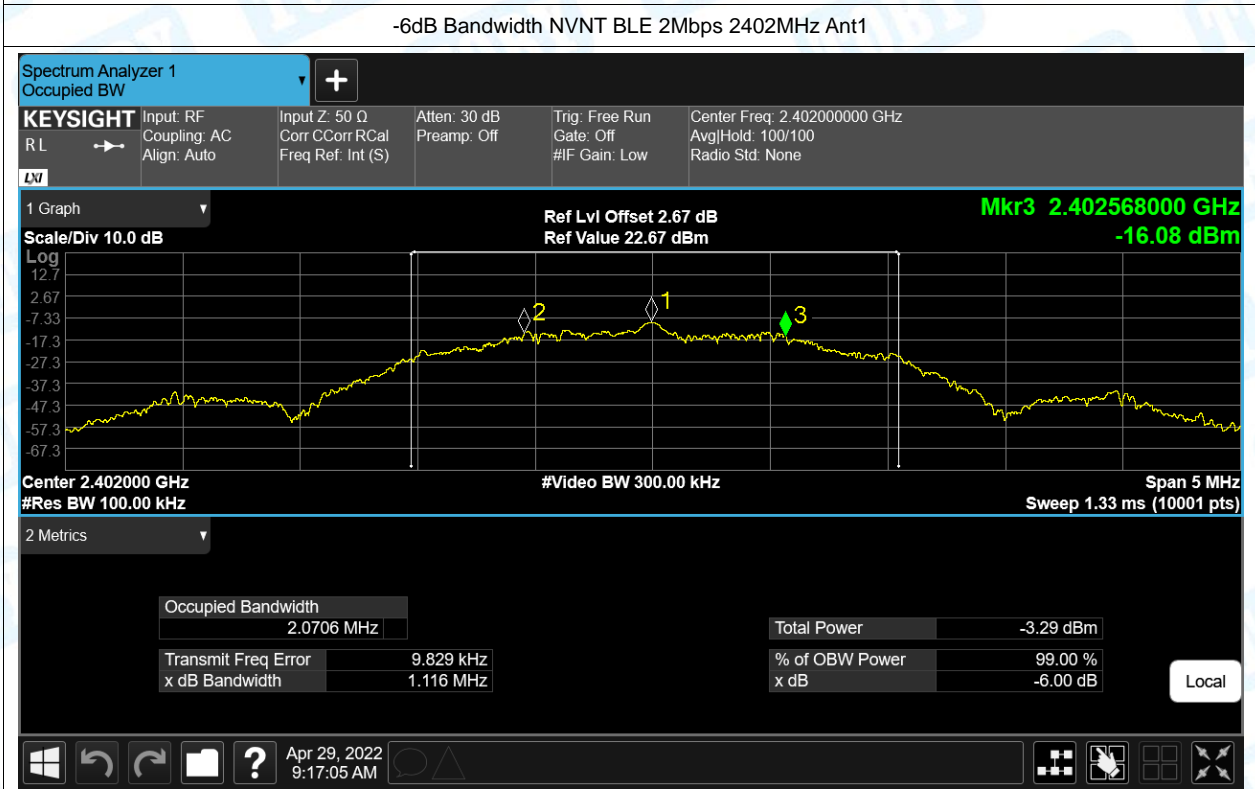 -6dB Bandwidth NVNT BLE 2Mbps 2402MHz Ant1
Spectrum Analyzer 1
Occupied BW
+
KEYSIGHT
Input: RF
Input Z: 50 Ω
Atten: 30 dB
Trig: Free Run
Center Freq: 2.402000000 GHz
RL
Coupling: AC
Corr CCorr RCal
Preamp: Off
Gate: Off
Avg|Hold: 100/100
Align: Auto
Freq Ref: Int (S)
#IF Gain: Low
Radio Std: None
LXI
1 Graph
Ref Lvl Offset 2.67 dB
Mkr3 2.402568000 GHz
Scale/Div 10.0 dB
Ref Value 22.67 dBm
-16.08 dBm
Log
12.7
2.67
-7.33
-17.3
-27.3
-37.3
-47.3
-57.3
-67.3
2
1
3
Center 2.402000 GHz
#Video BW 300.00 kHz
Span 5 MHz
#Res BW 100.00 kHz
Sweep 1.33 ms (10001 pts)
2 Metrics
Occupied Bandwidth
2.0706 MHz
Total Power -3.29 dBm
Transmit Freq Error 9.829 kHz
% of OBW Power 99.00 %
x dB Bandwidth 1.116 MHz
x dB -6.00 dB
Local
?
Apr 29, 2022
9:17:05 AM